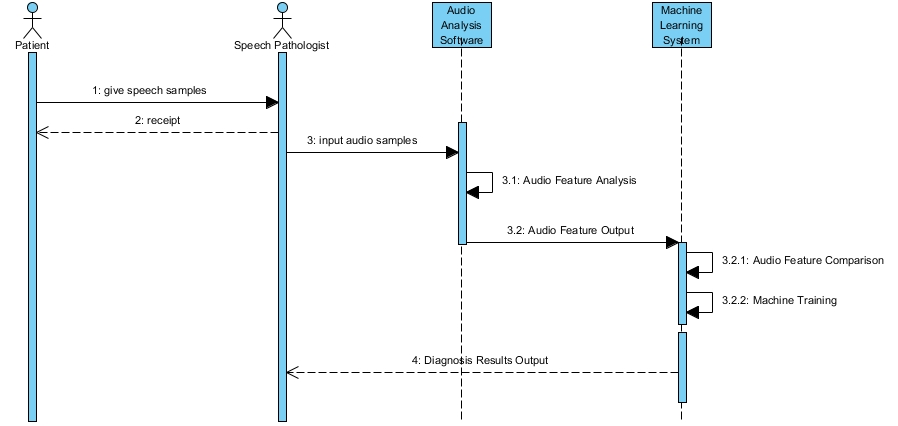 Patient
Speech Pathologist
Audio
Analysis
Software
Machine
Learning
System
1: give speech samples
2: receipt
3: input audio samples
3.1: Audio Feature Analysis
3.2: Audio Feature Output
3.2.1: Audio Feature Comparison
3.2.2: Machine Training
4: Diagnosis Results Output